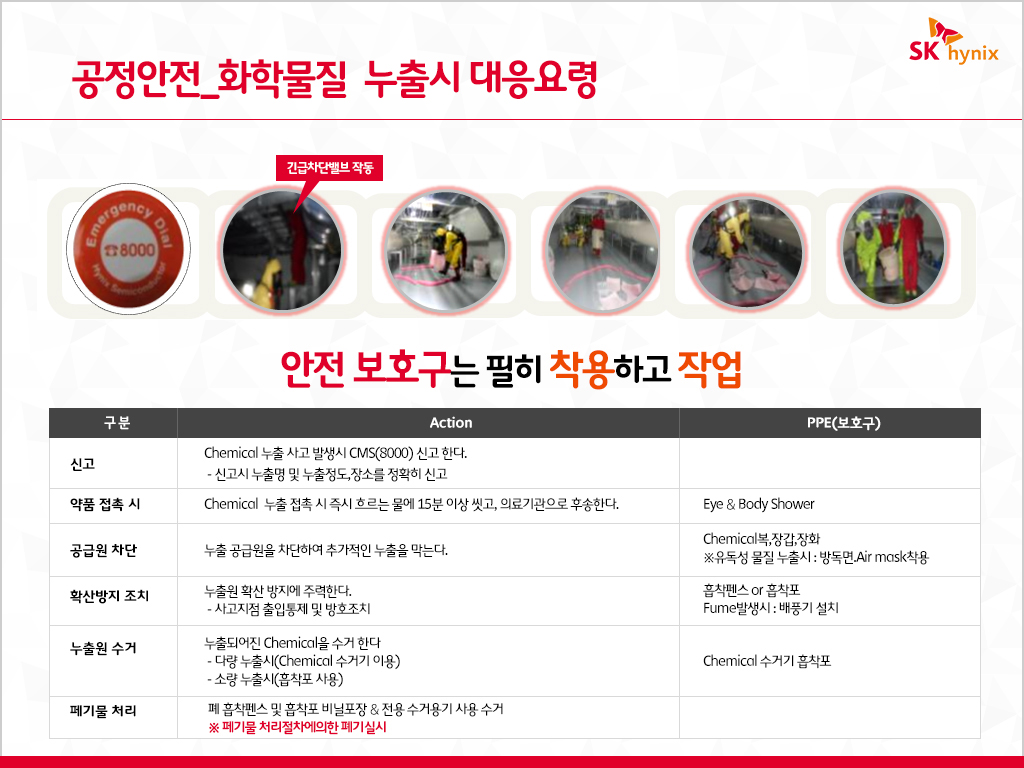 SK hynix
공정안전_화학물질 누출시 대응요령
긴급차단밸브 작동
Emergency Dial
☎8000
Hynix Semiconductor
안전 보호구는 필히 착용하고 작업
구분 Action PPE(보호구)
신고
Chemical 누출 사고 발생시 CMS(8000) 신고 한다.
- 신고시 누출명 및 누출정도,장소를 정확히 신고
약품 접촉 시 Chemical 누출 접촉 시 즉시 흐르는 물에 15분 이상 씻고, 의료기관으로 후송한다. Eye & Body Shower
공급원 차단 누출 공급원을 차단하여 추가적인 누출을 막는다.
Chemical복,장갑,장화
※유독성 물질 누출시 : 방독면.Air mask착용
확산방지 조치
누출원 확산 방지에 주력한다.
- 사고지점 출입통제 및 방호조치
흡착펜스 or 흡착포
Fume발생시 : 배풍기 설치
누출원 수거
누출되어진 Chemical을 수거 한다
- 다량 누출시(Chemical 수거기 이용)
- 소량 누출시(흡착포 사용)
Chemical 수거기 흡착포
폐기물 처리
폐 흡착펜스 및 흡착포 비닐포장 & 전용 수거용기 사용 수거
※ 폐기물 처리절차에의한 폐기실시